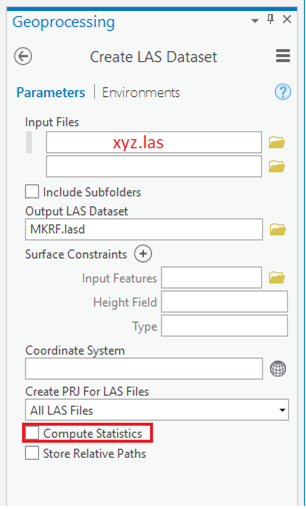 Geoprocessing
Create LAS Dataset
Parameters | Environments
?
Input Files
xyz.las
Include Subfolders
Output LAS Dataset
MKRF.lasd
Surface Constraints
Input Features
Height Field
Type
Coordinate System
Create PRJ For LAS Files
All LAS Files
Compute Statistics
Store Relative Paths